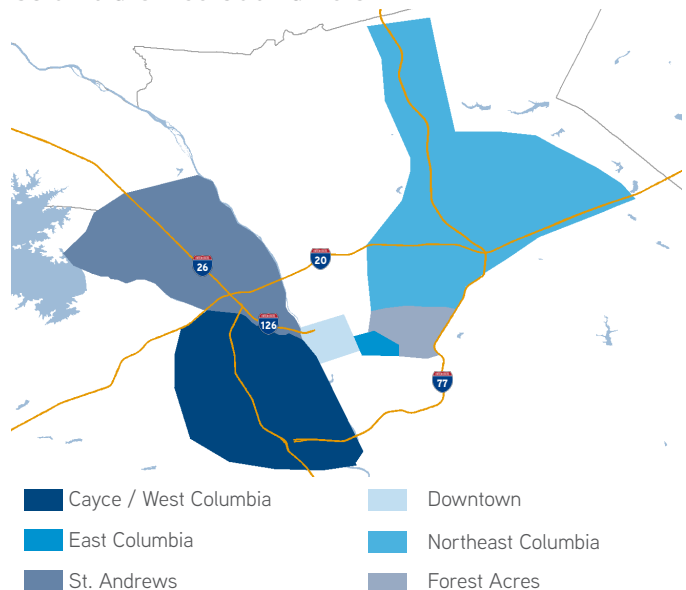 26
20
126
77
Cayce / West Columbia
Downtown
East Columbia
Northeast Columbia
St. Andrews
Forest Acres